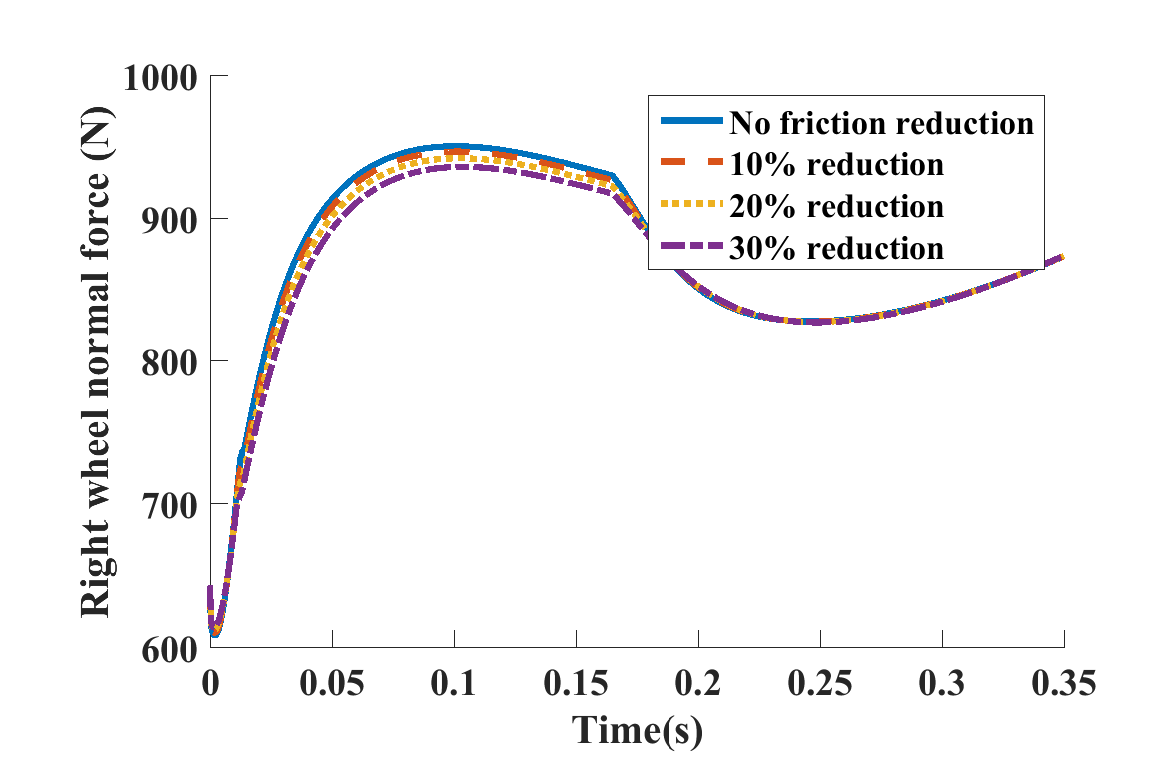 1000
900
800
700
600
Right wheel normal force (N)
No friction reduction
10% reduction
20% reduction
30% reduction
0
0.05
0.1
0.15
0.2
0.25
0.3
0.35
Time(s)